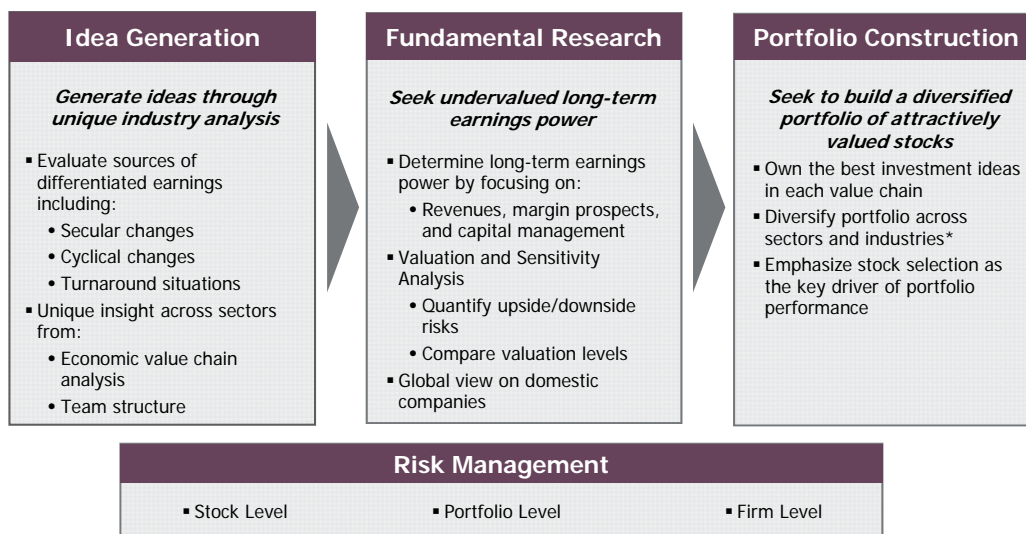 Idea Generation
Generate ideas through
unique industry analysis
▪ Evaluate sources of
differentiated earnings
including:
• Secular changes
• Cyclical changes
• Turnaround situations
▪ Unique insight across sectors
from:
• Economic value chain
analysis
• Team structure
Fundamental Research
Seek undervalued long-term
earnings power
▪ Determine long-term earnings
power by focusing on:
• Revenues, margin prospects,
and capital management
▪ Valuation and Sensitivity
Analysis
• Quantify upside/downside
risks
• Compare valuation levels
▪ Global view on domestic
companies
Portfolio Construction
Seek to build a diversified
portfolio of attractively
valued stocks
▪ Own the best investment ideas
in each value chain
▪ Diversify portfolio across
sectors and industries*
▪ Emphasize stock selection as
the key driver of portfolio
performance
Risk Management
▪ Stock Level ▪ Portfolio Level ▪ Firm Level